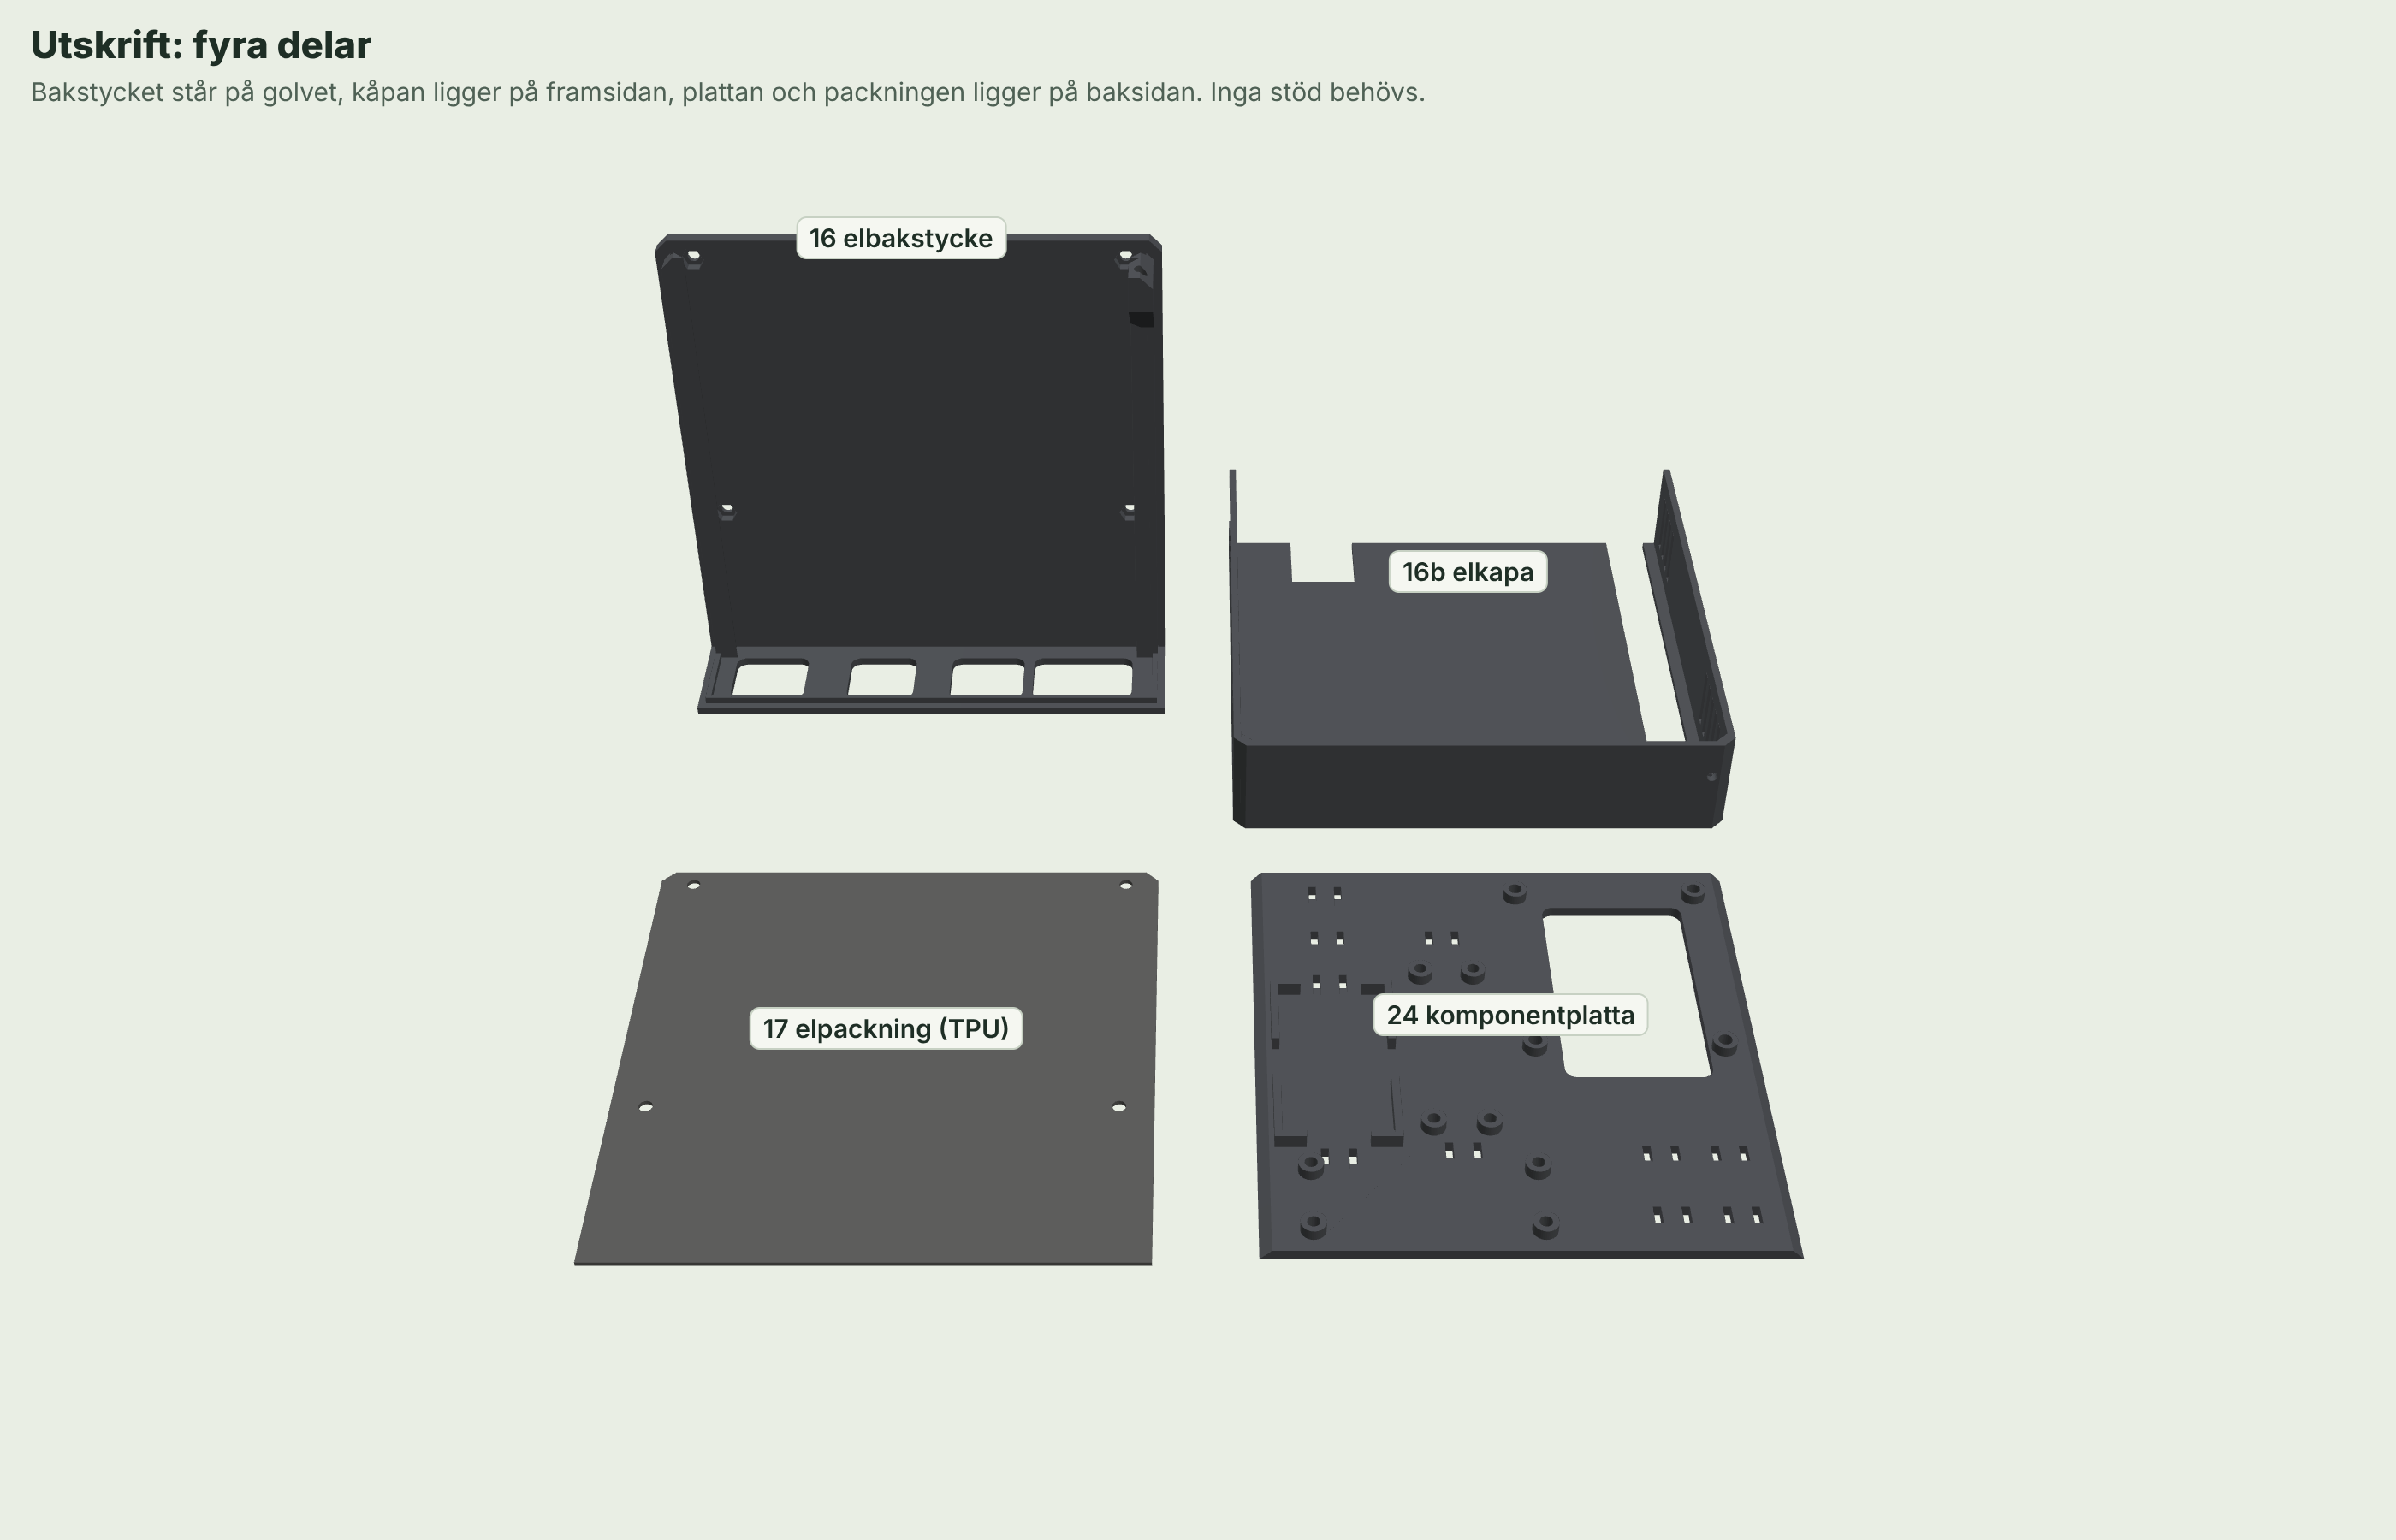 Utskrift: fyra delar
Bakstycket står på golvet, kåpan ligger på framsidan, plattan och packningen ligger på baksidan. Inga stöd behövs.
16 elbakstycke
16b elkapa
17 elpackning (TPU)
24 komponentplatta